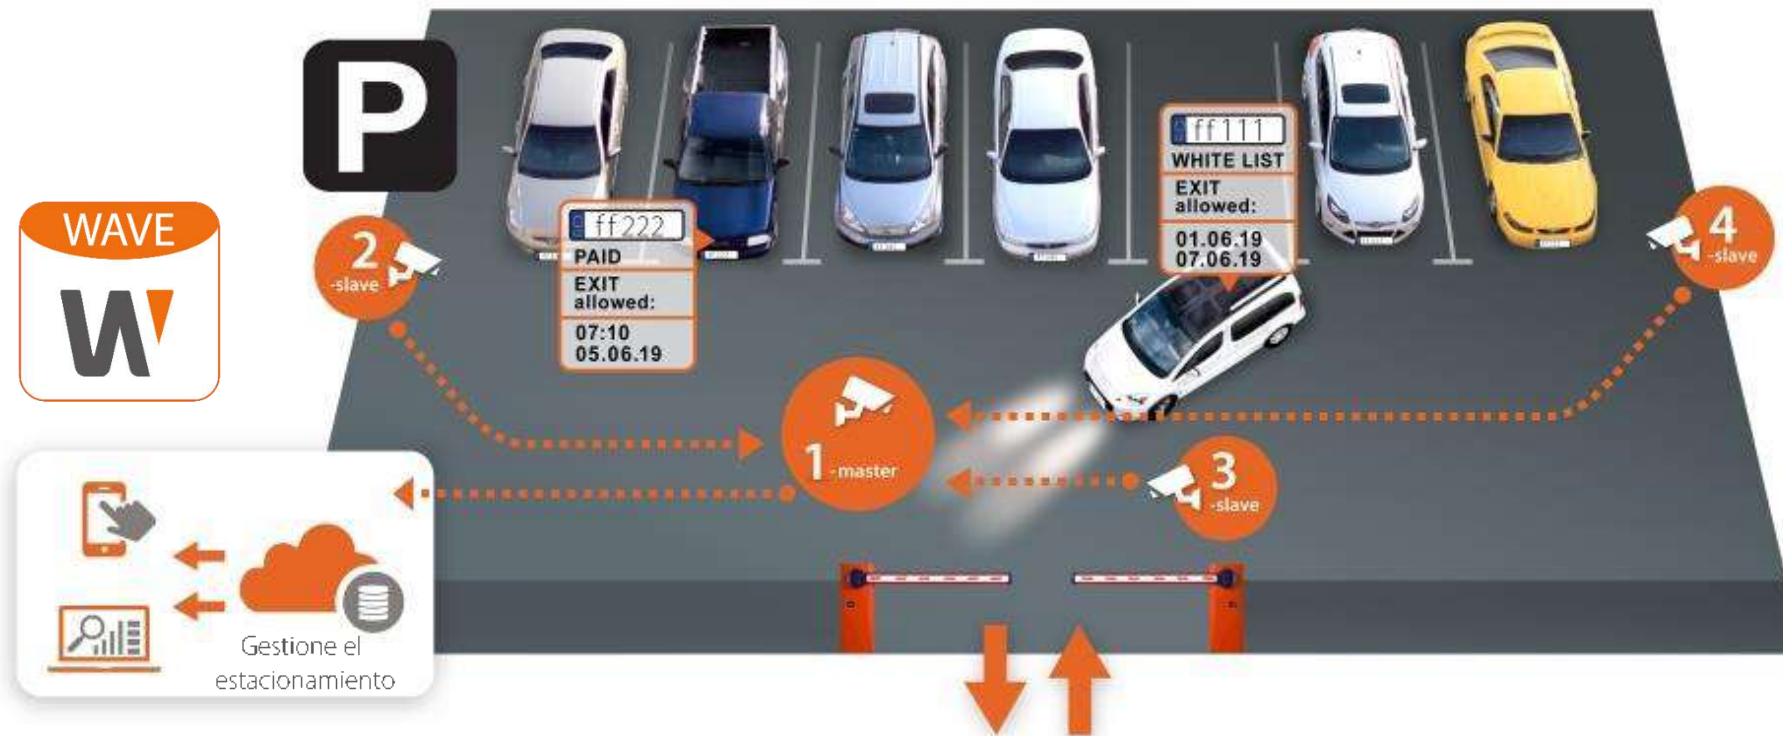 P
WAVE
W
2
-slave
ff222
PAID
EXIT
allowed:
07:10
05.06.19
ff111
WHITE LIST
EXIT
allowed:
01.06.19
07.06.19
4
-slave
1-master
3
-slave
Gestione el
estacionamiento